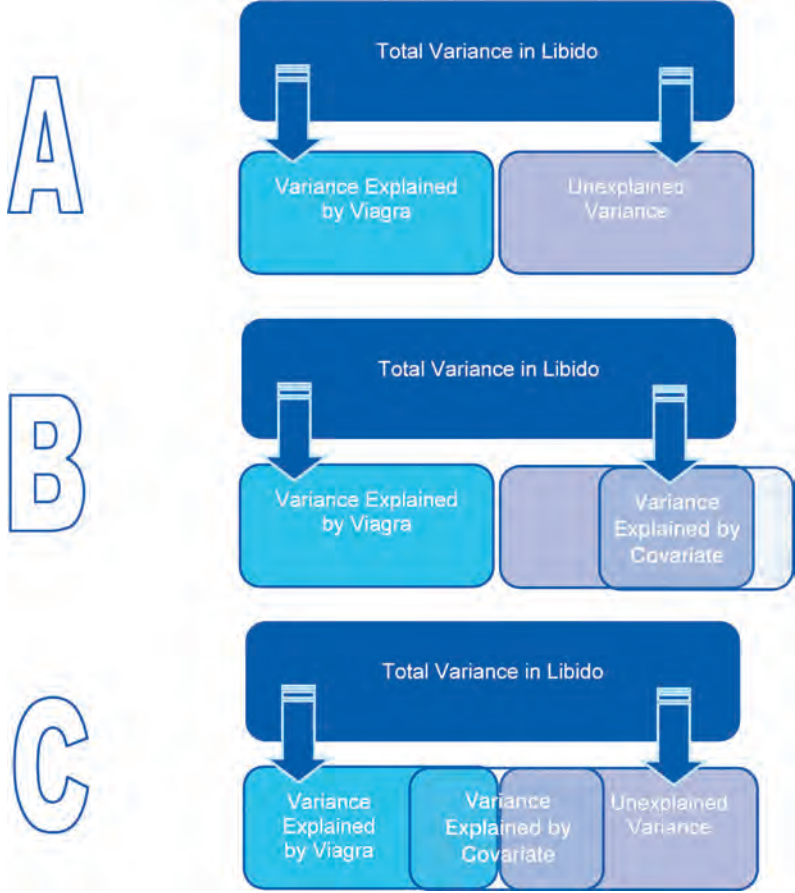 A
Total Variance in Libido
Variance Explained
by Viagra
Unexplained
Variance
B
Total Variance in Libido
Variance Explained
by Viagra
Variance
Explained by
Covariate
C
Total Variance in Libido
Variance
Explained
by Viagra
Variance
Explained by
Covariate
Unexplained
Variance